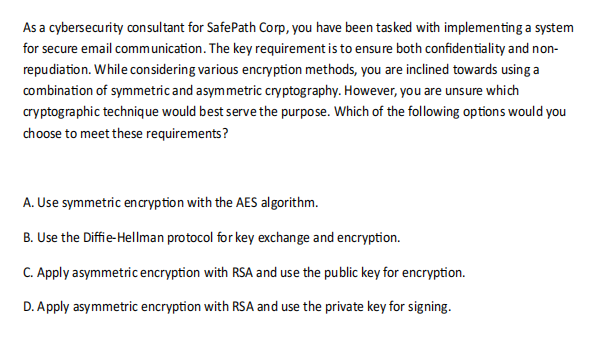 As a cybersecurity consultant for SafePath Corp, you have been tasked with implementing a system
for secure email communication. The key requirement is to ensure both confidentiality and non-
repudiation. While considering various encryption methods, you are inclined towards using a
combination of symmetric and asymmetric cryptography. However, you are unsure which
cryptographic technique would best serve the purpose. Which of the following options would you
choose to meet these requirements?
A. Use symmetric encryption with the AES algorithm.
B. Use the Diffie-Hellman protocol for key exchange and encryption.
C. Apply asymmetric encryption with RSA and use the public key for encryption.
D. Apply asymmetric encryption with RSA and use the private key for signing.